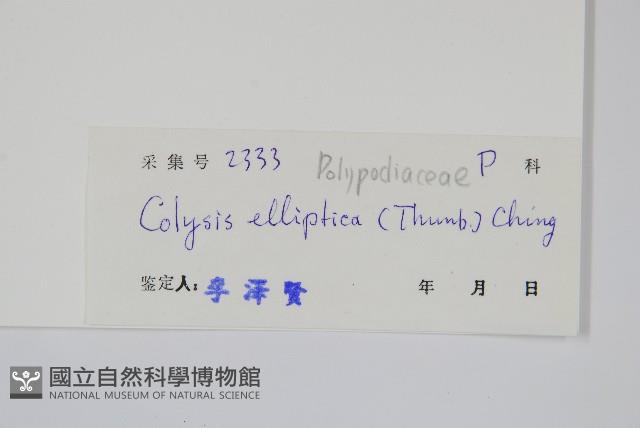 采集号 2333 Polypodiaceae P 科
Colysis elliptica (Thunb.) Ching
鉴定人: 李泽贤 年 月 日
國立自然科學博物館
NATIONAL MUSEUM OF NATURAL SCIENCE